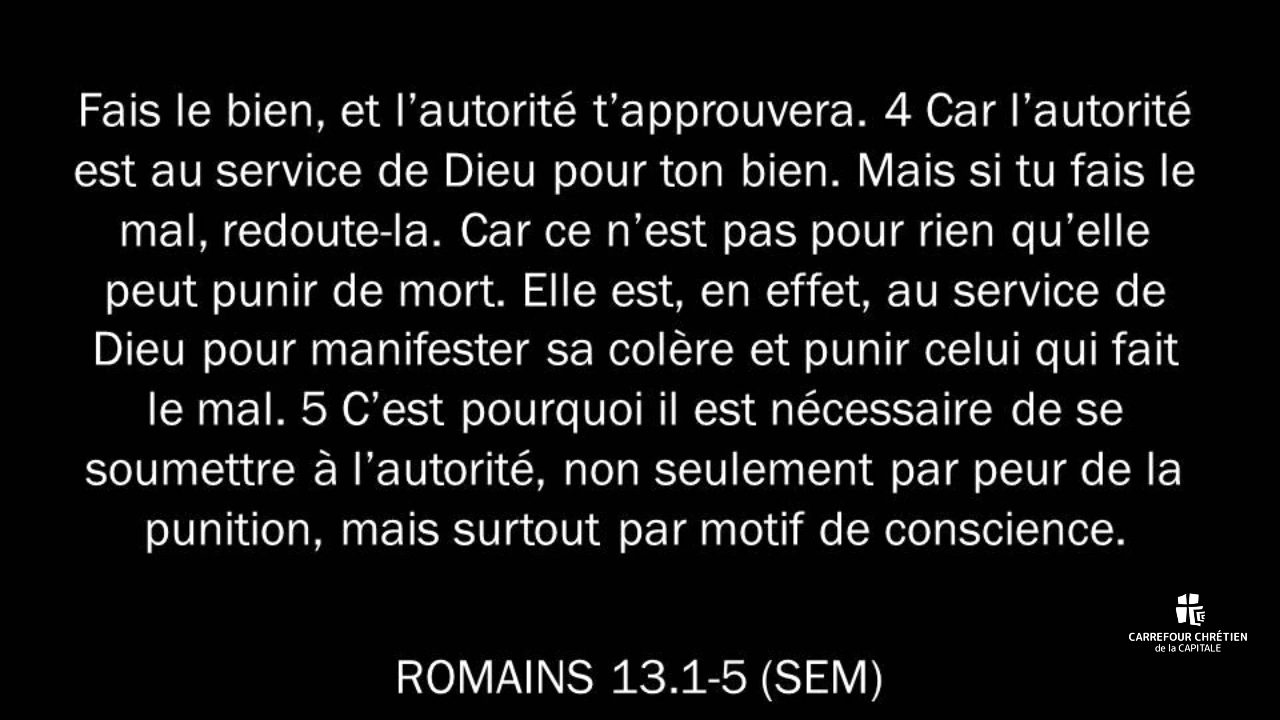 Fais le bien, et l’autorité t’approuvera. 4 Car l’autorité
est au service de Dieu pour ton bien. Mais si tu fais le
mal, redoute-la. Car ce n’est pas pour rien qu’elle
peut punir de mort. Elle est, en effet, au service de
Dieu pour manifester sa colère et punir celui qui fait
le mal. 5 C’est pourquoi il est nécessaire de se
soumettre à l’autorité, non seulement par peur de la
punition, mais surtout par motif de conscience.
CARREFOUR CHRÉTIEN
de la CAPITALE
ROMAINS 13.1-5 (SEM)